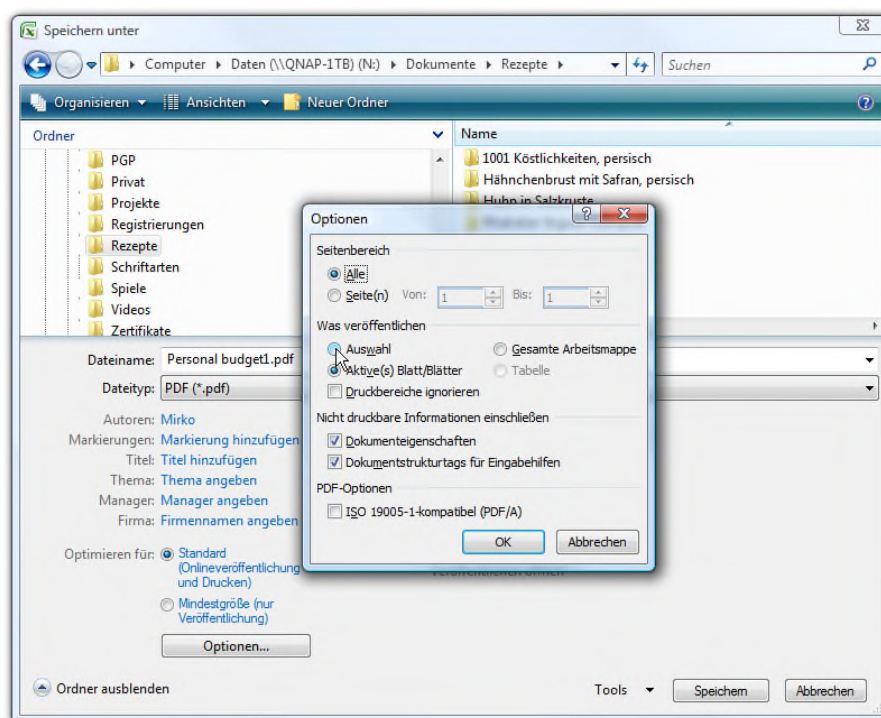 Speichern unter
Computer Daten (\\QNAP-1TB) (N:) Dokumente Rezepte Suchen
Organisieren Ansichten Neuer Ordner
Ordner
PGP
Privat
Projekte
Registrierungen
Rezepte
Schriftarten
Spiele
Videos
Zertifikate
Name
1001 Köstlichkeiten, persisch
Hähnchenbrust mit Safran, persisch
Huhn in Salzkruste
Dateiname: Personal budget1.pdf
Dateityp: PDF (*.pdf)
Autoren: Mirko
Markierungen: Markierung hinzufügen
Titel: Titel hinzufügen
Thema: Thema angeben
Manager: Manager angeben
Firma: Firmennamen angeben
Optimieren für: Standard
(Onlineveröffentlichung
und Drucken)
Mindestgröße (nur
Veröffentlichung)
Optionen...
Ordner ausblenden
Tools Speichern Abbrechen
Optionen
Seitenbereich
Alle
Seite(n) Von: 1 Bis: 1
Was veröffentlichen
Auswahl Gesamte Arbeitsmappe
Aktive(s) Blatt/Blätter Tabelle
Druckbereiche ignorieren
Nicht druckbare Informationen einschließen
Dokumenteigenschaften
Dokumentstrukturtags für Eingabehilfen
PDF-Optionen
ISO 19005-1-kompatibel (PDF/A)
OK Abbrechen